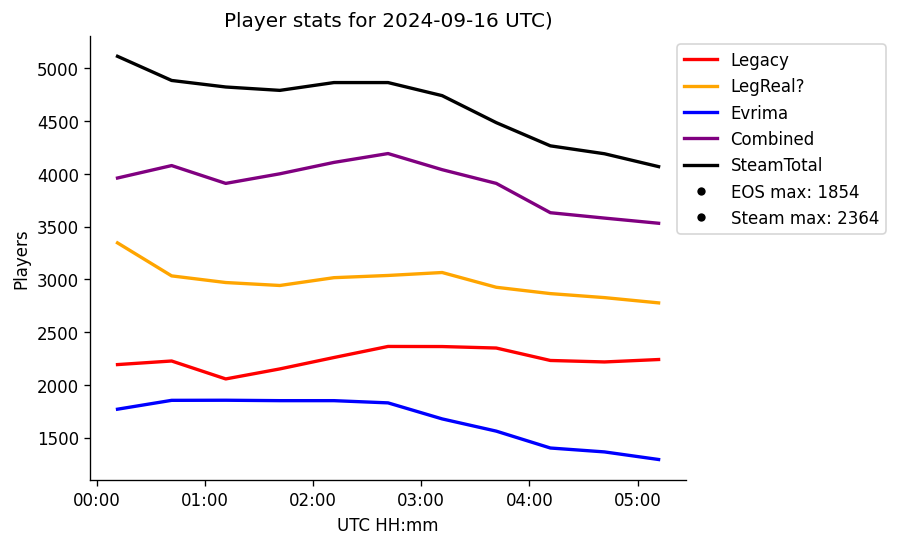 Player stats for 2024-09-16 UTC)
Players
5000
4500
4000
3500
3000
2500
2000
1500
00:00 01:00 02:00 03:00 04:00 05:00
UTC HH:mm
Legacy
LegReal?
Evrima
Combined
SteamTotal
EOS max: 1854
Steam max: 2364